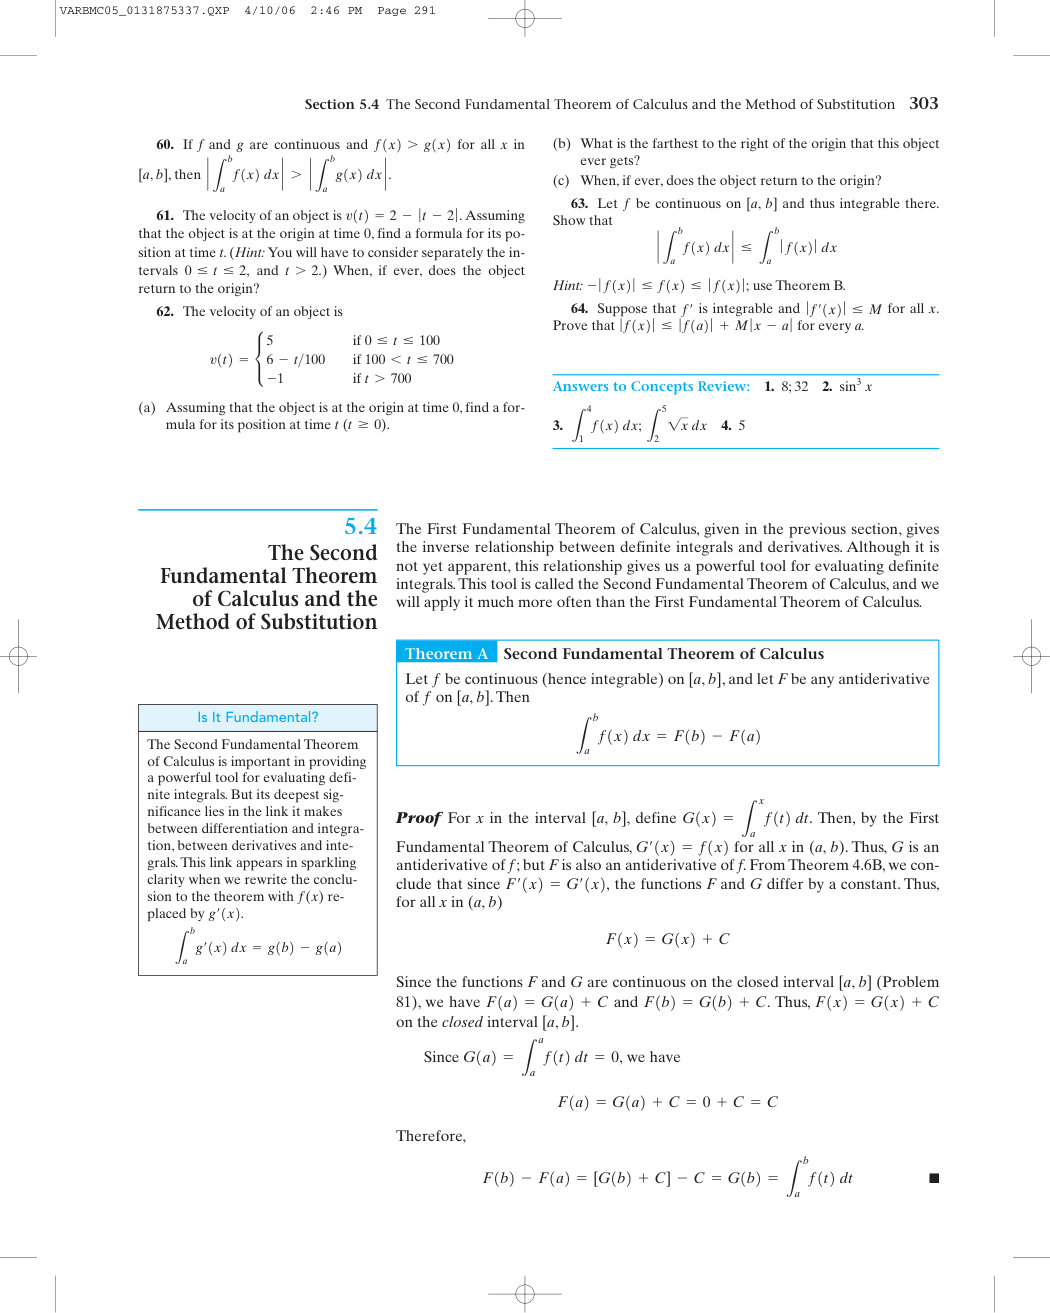 VARBMC05_0131875337.QXP 4/10/06 2:46 PM Page 291
Section 5.4 The Second Fundamental Theorem of Calculus and the Method of Substitution 303
60. If f and g are continuous and f(x) > g(x) for all x in
[a, b], then |∫_a^b f(x) dx| > |∫_a^b g(x) dx|.
61. The velocity of an object is v(t) = 2 − |t − 2|. Assuming
that the object is at the origin at time 0, find a formula for its po-
sition at time t. (Hint: You will have to consider separately the in-
tervals 0 ≤ t ≤ 2, and t > 2.) When, if ever, does the object
return to the origin?
62. The velocity of an object is
v(t) = { 5 if 0 ≤ t ≤ 100
6 − t/100 if 100 < t ≤ 700
−1 if t > 700
(a) Assuming that the object is at the origin at time 0, find a for-
mula for its position at time t (t ≥ 0).
(b) What is the farthest to the right of the origin that this object
ever gets?
(c) When, if ever, does the object return to the origin?
63. Let f be continuous on [a, b] and thus integrable there.
Show that
|∫_a^b f(x) dx| ≤ ∫_a^b |f(x)| dx
Hint: −|f(x)| ≤ f(x) ≤ |f(x)|; use Theorem B.
64. Suppose that f′ is integrable and |f′(x)| ≤ M for all x.
Prove that |f(x)| ≤ |f(a)| + M|x − a| for every a.
Answers to Concepts Review: 1. 8; 32 2. sin³ x
3. ∫_1^4 f(x) dx; ∫_2^5 √x dx 4. 5
5.4
The Second
Fundamental Theorem
of Calculus and the
Method of Substitution
The First Fundamental Theorem of Calculus, given in the previous section, gives
the inverse relationship between definite integrals and derivatives. Although it is
not yet apparent, this relationship gives us a powerful tool for evaluating definite
integrals. This tool is called the Second Fundamental Theorem of Calculus, and we
will apply it much more often than the First Fundamental Theorem of Calculus.
Theorem A Second Fundamental Theorem of Calculus
Let f be continuous (hence integrable) on [a, b], and let F be any antiderivative
of f on [a, b]. Then
∫_a^b f(x) dx = F(b) − F(a)
Is It Fundamental?
The Second Fundamental Theorem
of Calculus is important in providing
a powerful tool for evaluating defi-
nite integrals. But its deepest sig-
nificance lies in the link it makes
between differentiation and integra-
tion, between derivatives and inte-
grals. This link appears in sparkling
clarity when we rewrite the conclu-
sion to the theorem with f(x) re-
placed by g′(x).
∫_a^b g′(x) dx = g(b) − g(a)
Proof For x in the interval [a, b], define G(x) = ∫_a^x f(t) dt. Then, by the First
Fundamental Theorem of Calculus, G′(x) = f(x) for all x in (a, b). Thus, G is an
antiderivative of f; but F is also an antiderivative of f. From Theorem 4.6B, we con-
clude that since F′(x) = G′(x), the functions F and G differ by a constant. Thus,
for all x in (a, b)
F(x) = G(x) + C
Since the functions F and G are continuous on the closed interval [a, b] (Problem
81), we have F(a) = G(a) + C and F(b) = G(b) + C. Thus, F(x) = G(x) + C
on the closed interval [a, b].
Since G(a) = ∫_a^a f(t) dt = 0, we have
F(a) = G(a) + C = 0 + C = C
Therefore,
F(b) − F(a) = [G(b) + C] − C = G(b) = ∫_a^b f(t) dt ■